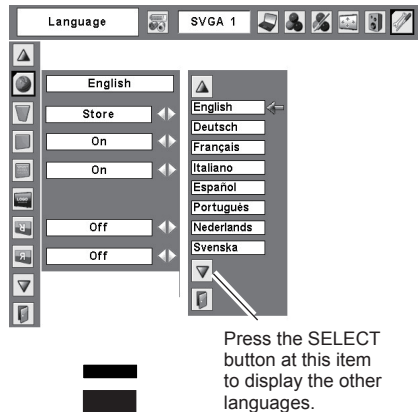 Language
SVGA 1
English
Store
On
On
LOGO
Off
Off
English
Deutsch
Français
Italiano
Español
Português
Nederlands
Svenska
Press the SELECT
button at this item
to display the other
languages.